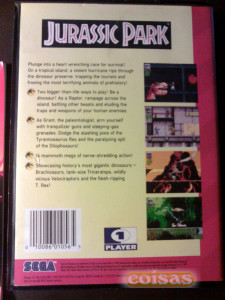 JURASSIC PARK
Plunge into a heart wrenching race for survival!
On a tropical island, a violent hurricane rips through
the dinosaur preserve, trapping the tourists and
freeing the most terrifying animals of prehistory!
Two bigger-than-life ways to play! Be a
dinosaur! As a Raptor, rampage across the
island, battling other beasts and eluding the
traps and weapons of your human enemies.
As Grant, the paleontologist, arm yourself
with tranquilizer guns and sleeping gas
grenades. Dodge the slashing jaws of the
Tyrannosaurus Rex and the paralyzing spit
of the Dilophosaurs!
16 mammoth megs of nerve-shredding action!
Showcasing history's most gigantic dinosaurs –
Brachiosaurs, tank-size Triceratops, wildly
vicious Velociraptors and the flesh-ripping
T. Rex!
1
PLAYER
SEGA
coisas